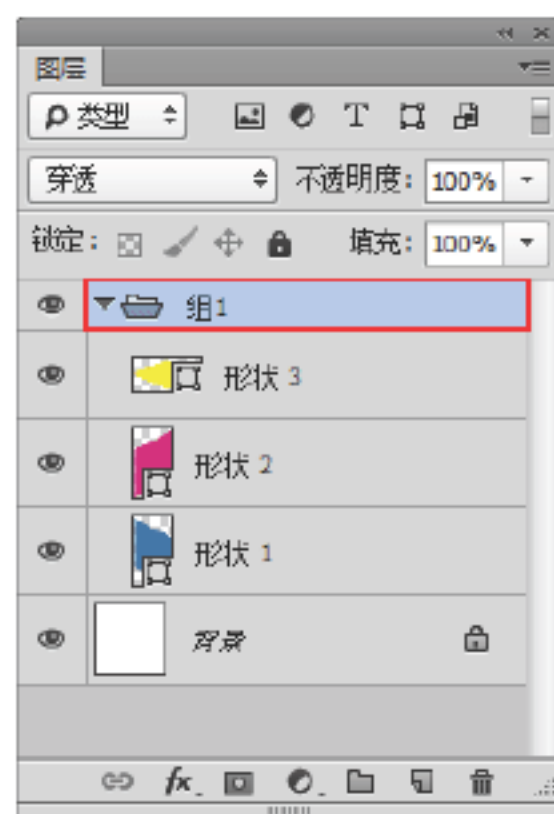 图层
类型
穿透 不透明度: 100%
锁定: 填充: 100%
组1
形状 3
形状 2
形状 1
背景
fx.